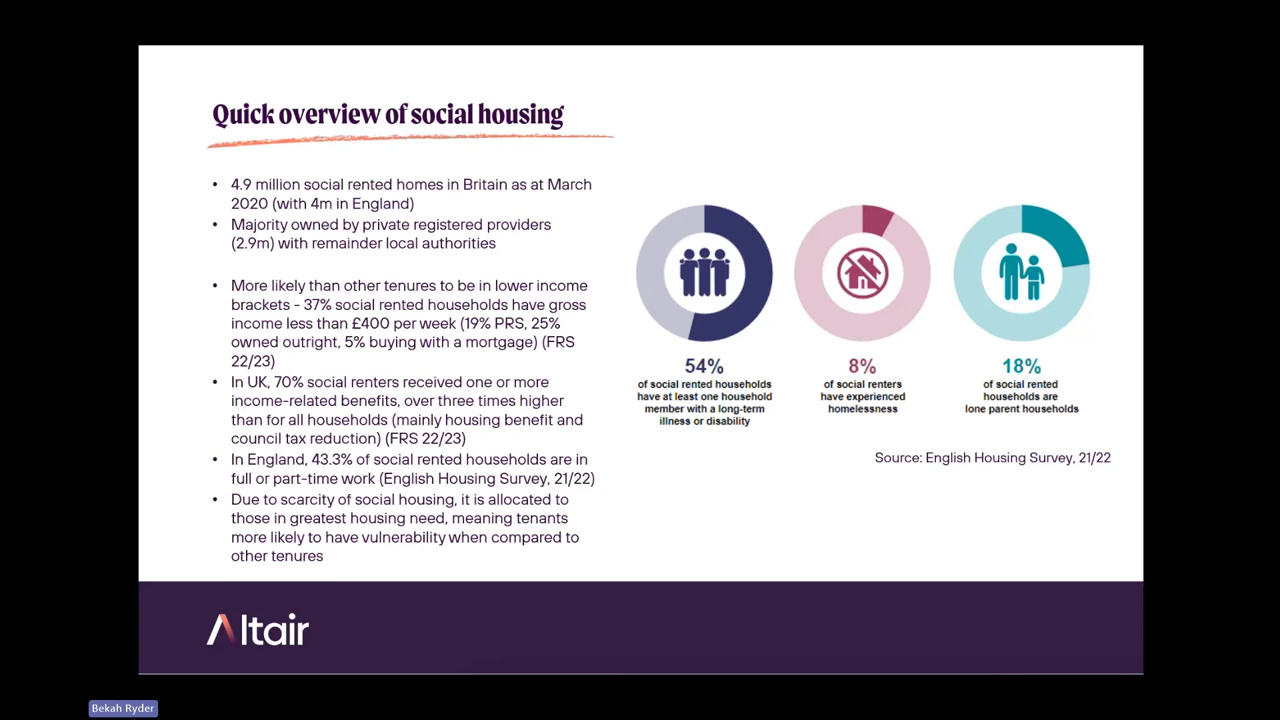 Quick overview of social housing
• 4.9 million social rented homes in Britain as at March
2020 (with 4m in England)
• Majority owned by private registered providers
(2.9m) with remainder local authorities
• More likely than other tenures to be in lower income
brackets - 37% social rented households have gross
income less than £400 per week (19% PRS, 25%
owned outright, 5% buying with a mortgage) (FRS
22/23)
• In UK, 70% social renters received one or more
income-related benefits, over three times higher
than for all households (mainly housing benefit and
council tax reduction) (FRS 22/23)
• In England, 43.3% of social rented households are in
full or part-time work (English Housing Survey, 21/22)
• Due to scarcity of social housing, it is allocated to
those in greatest housing need, meaning tenants
more likely to have vulnerability when compared to
other tenures
54%
of social rented households
have at least one household
member with a long-term
illness or disability
8%
of social renters
have experienced
homelessness
18%
of social rented
households are
lone parent households
Source: English Housing Survey, 21/22
Altair
Bekah Ryder